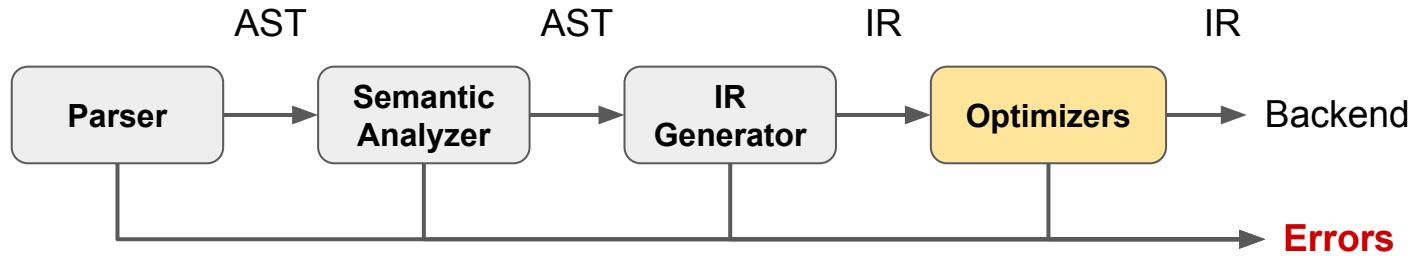 AST
AST
IR
IR
Parser
Semantic
Analyzer
IR
Generator
Optimizers
Backend
Errors